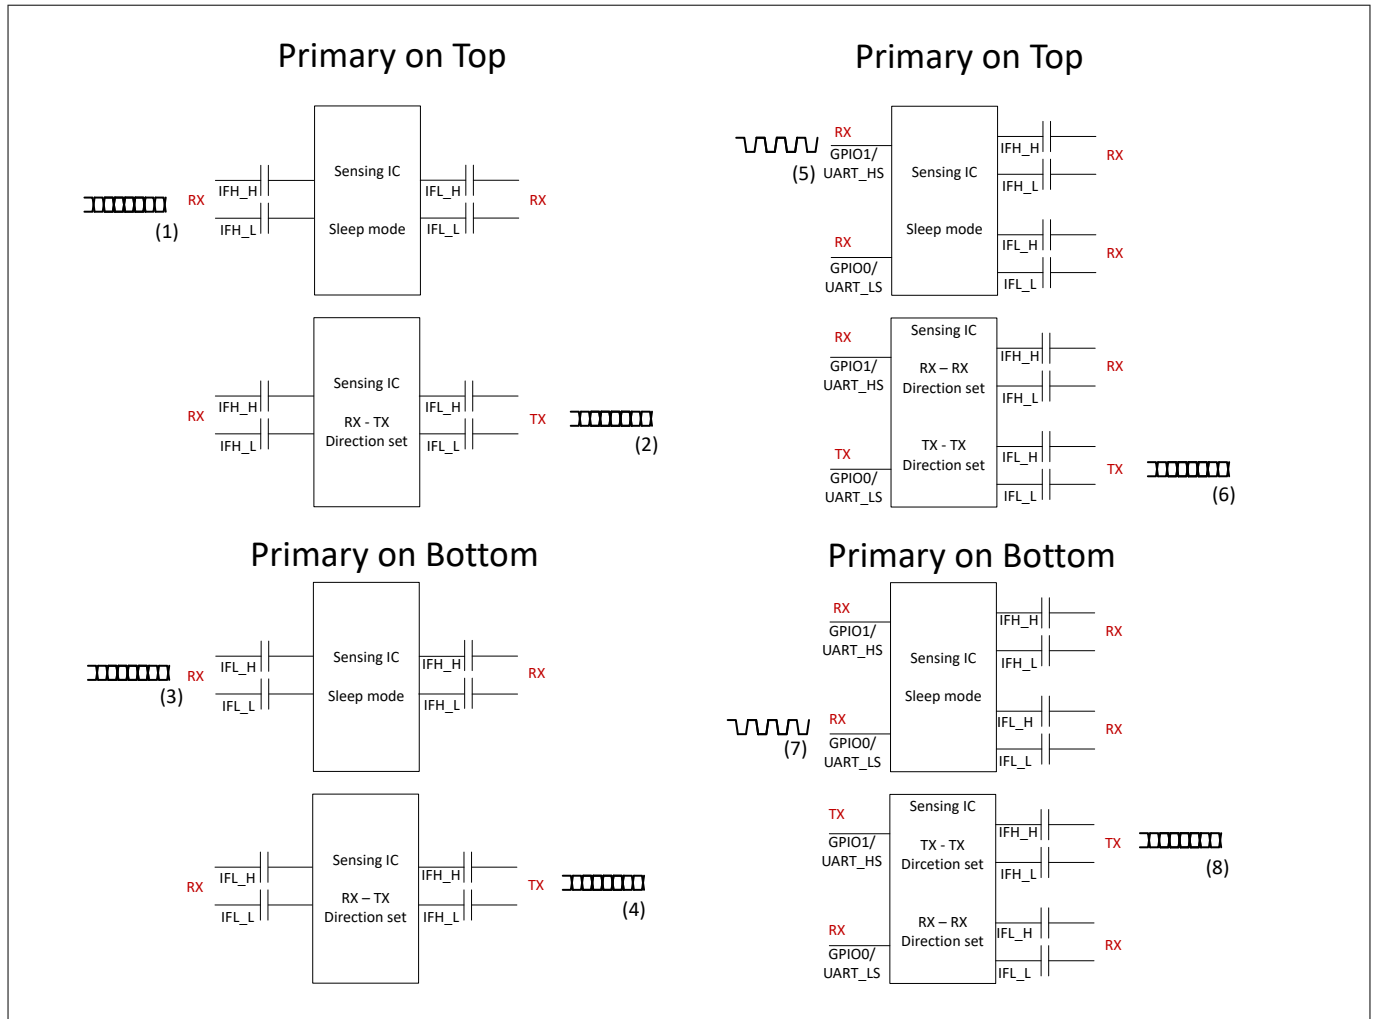 Primary on Top
IFH_H
IFH_L
RX
(1)
Sensing IC
Sleep mode
IFL_H
IFL_L
RX
RX
IFH_H
IFH_L
Sensing IC
RX - TX
Direction set
IFL_H
IFL_L
TX
(2)
Primary on Bottom
(3)
RX
IFL_H
IFL_L
Sensing IC
Sleep mode
IFH_H
IFH_L
RX
RX
IFL_H
IFL_L
Sensing IC
RX – TX
Direction set
IFH_H
IFH_L
TX
(4)
Primary on Top
(5)
RX
GPIO1/
UART_HS
RX
GPIO0/
UART_LS
Sensing IC
Sleep mode
IFH_H
IFH_L
RX
IFL_H
IFL_L
RX
RX
GPIO1/
UART_HS
TX
GPIO0/
UART_LS
Sensing IC
RX – RX
Direction set
TX - TX
Direction set
IFH_H
IFH_L
RX
IFL_H
IFL_L
TX
(6)
Primary on Bottom
RX
GPIO1/
UART_HS
(7)
RX
GPIO0/
UART_LS
Sensing IC
Sleep mode
IFH_H
IFH_L
RX
IFL_H
IFL_L
RX
TX
GPIO1/
UART_HS
RX
GPIO0/
UART_LS
Sensing IC
TX - TX
Dircetion set
RX – RX
Direction set
IFH_H
IFH_L
TX
(8)
IFL_H
IFL_L
RX